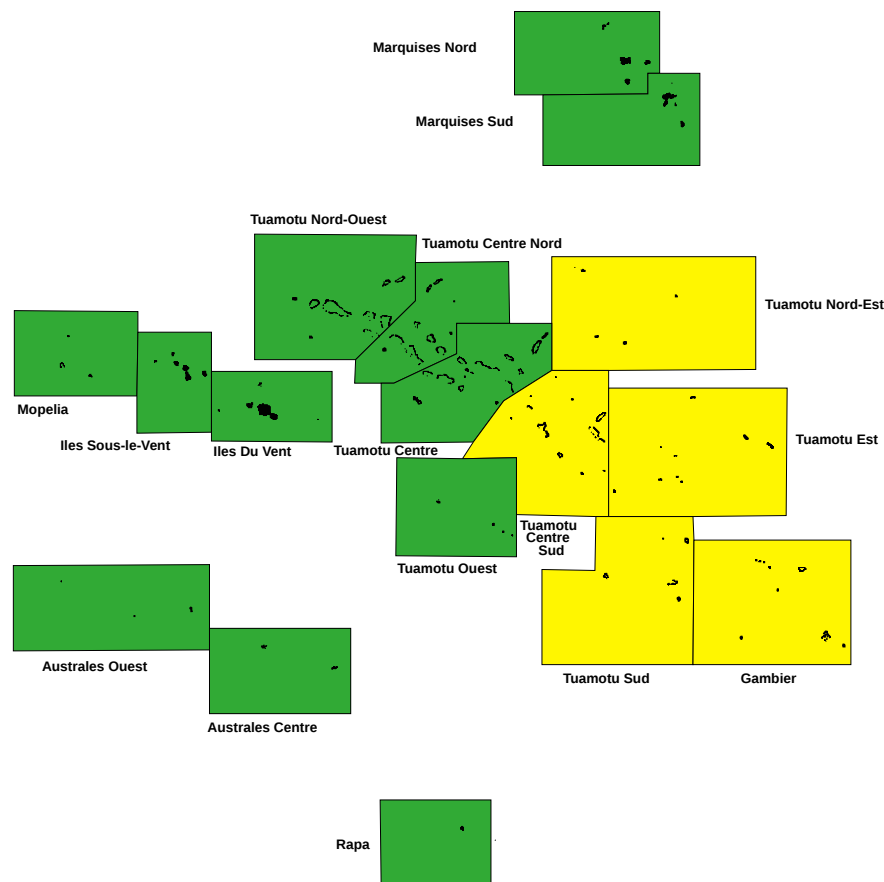 Marquises Nord
Marquises Sud
Tuamotu Nord-Ouest
Tuamotu Centre Nord
Tuamotu Nord-Est
Mopelia
Iles Sous-le-Vent
Iles Du Vent
Tuamotu Centre
Tuamotu Est
Tuamotu
Centre
Sud
Tuamotu Ouest
Australes Ouest
Tuamotu Sud
Gambier
Australes Centre
Rapa